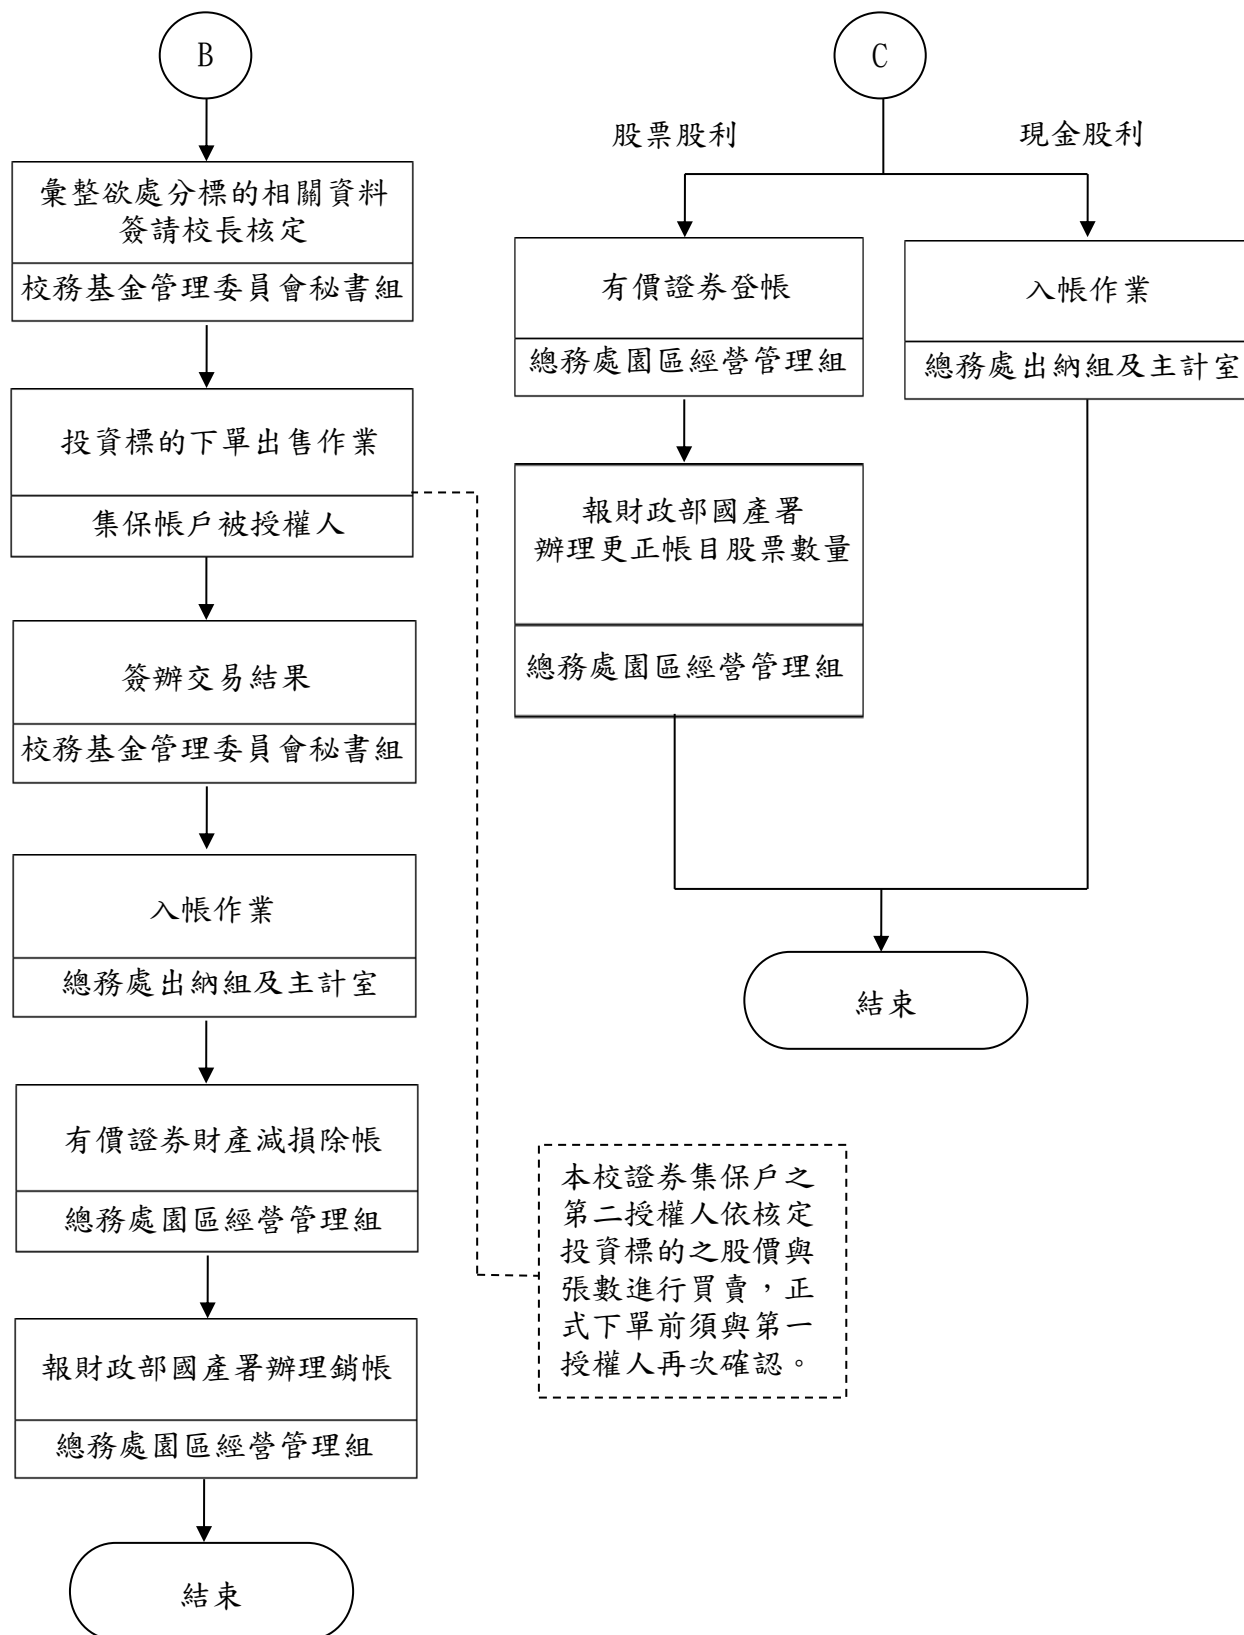 B
彙整欲處分標的相關資料
簽請校長核定
校務基金管理委員會秘書組
投資標的下單出售作業
集保帳戶被授權人
簽辦交易結果
校務基金管理委員會秘書組
入帳作業
總務處出納組及主計室
有價證券財產減損除帳
總務處園區經營管理組
報財政部國產署辦理銷帳
總務處園區經營管理組
結束
C
股票股利
現金股利
有價證券登帳
總務處園區經營管理組
入帳作業
總務處出納組及主計室
報財政部國產署
辦理更正帳目股票數量
總務處園區經營管理組
結束
本校證券集保戶之
第二授權人依核定
投資標的之股價與
張數進行買賣，正
式下單前須與第一
授權人再次確認。